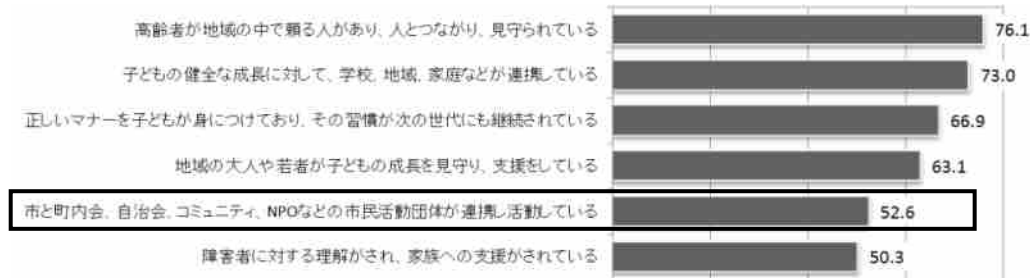 高齢者が地域の中で頼る人があり、人とつながり、見守られている 76.1
子どもの健全な成長に対して、学校、地域、家庭などが連携している 73.0
正しいマナーを子どもが身につけており、その習慣が次の世代にも継続されている 66.9
地域の大人や若者が子どもの成長を見守り、支援をしている 63.1
市と町内会、自治会、コミュニティ、NPOなどの市民活動団体が連携し活動している 52.6
障害者に対する理解がされ、家族への支援がされている 50.3